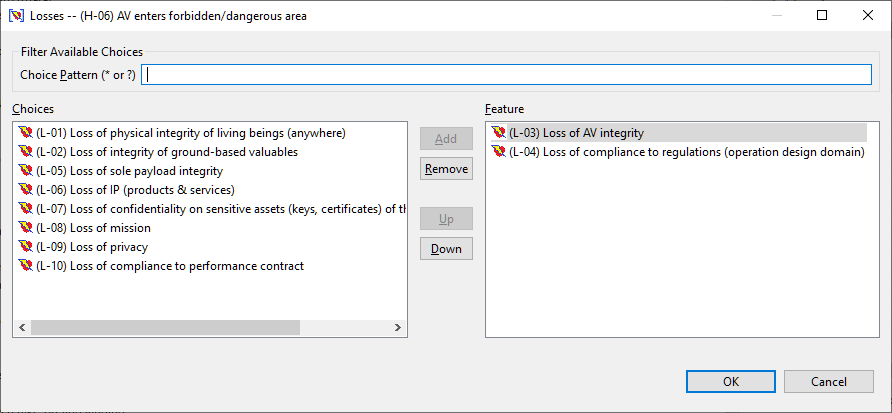 Losses -- (H-06) AV enters forbidden/dangerous area
Filter Available Choices
Choice Pattern (* or ?)
Choices
(L-01) Loss of physical integrity of living beings (anywhere)
(L-02) Loss of integrity of ground-based valuables
(L-05) Loss of sole payload integrity
(L-06) Loss of IP (products & services)
(L-07) Loss of confidentiality on sensitive assets (keys, certificates) of
(L-08) Loss of mission
(L-09) Loss of privacy
(L-10) Loss of compliance to performance contract
Add
Remove
Up
Down
Feature
(L-03) Loss of AV integrity
(L-04) Loss of compliance to regulations (operation design domain)
OK
Cancel